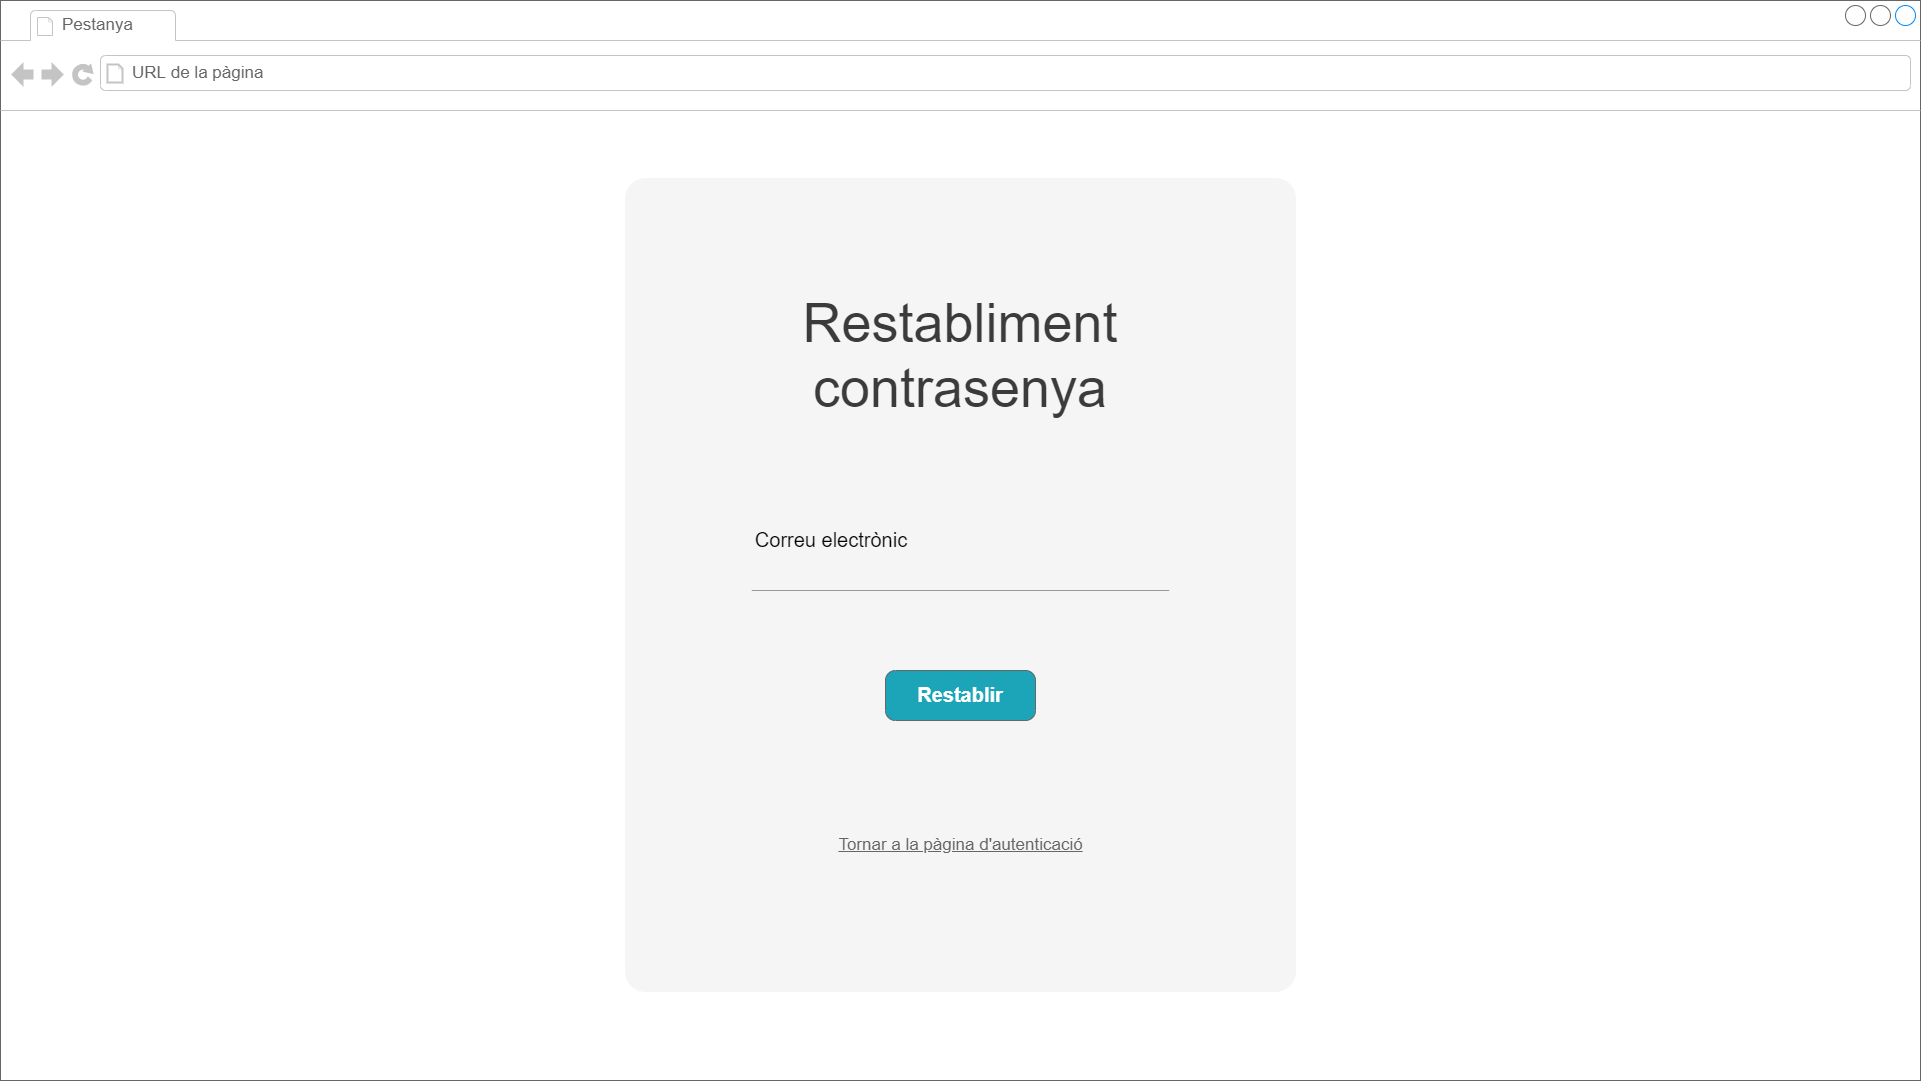 Pestanya
URL de la pàgina
Restabliment
contrasenya
Correu electrònic
Restablir
Tornar a la pàgina d'autenticació